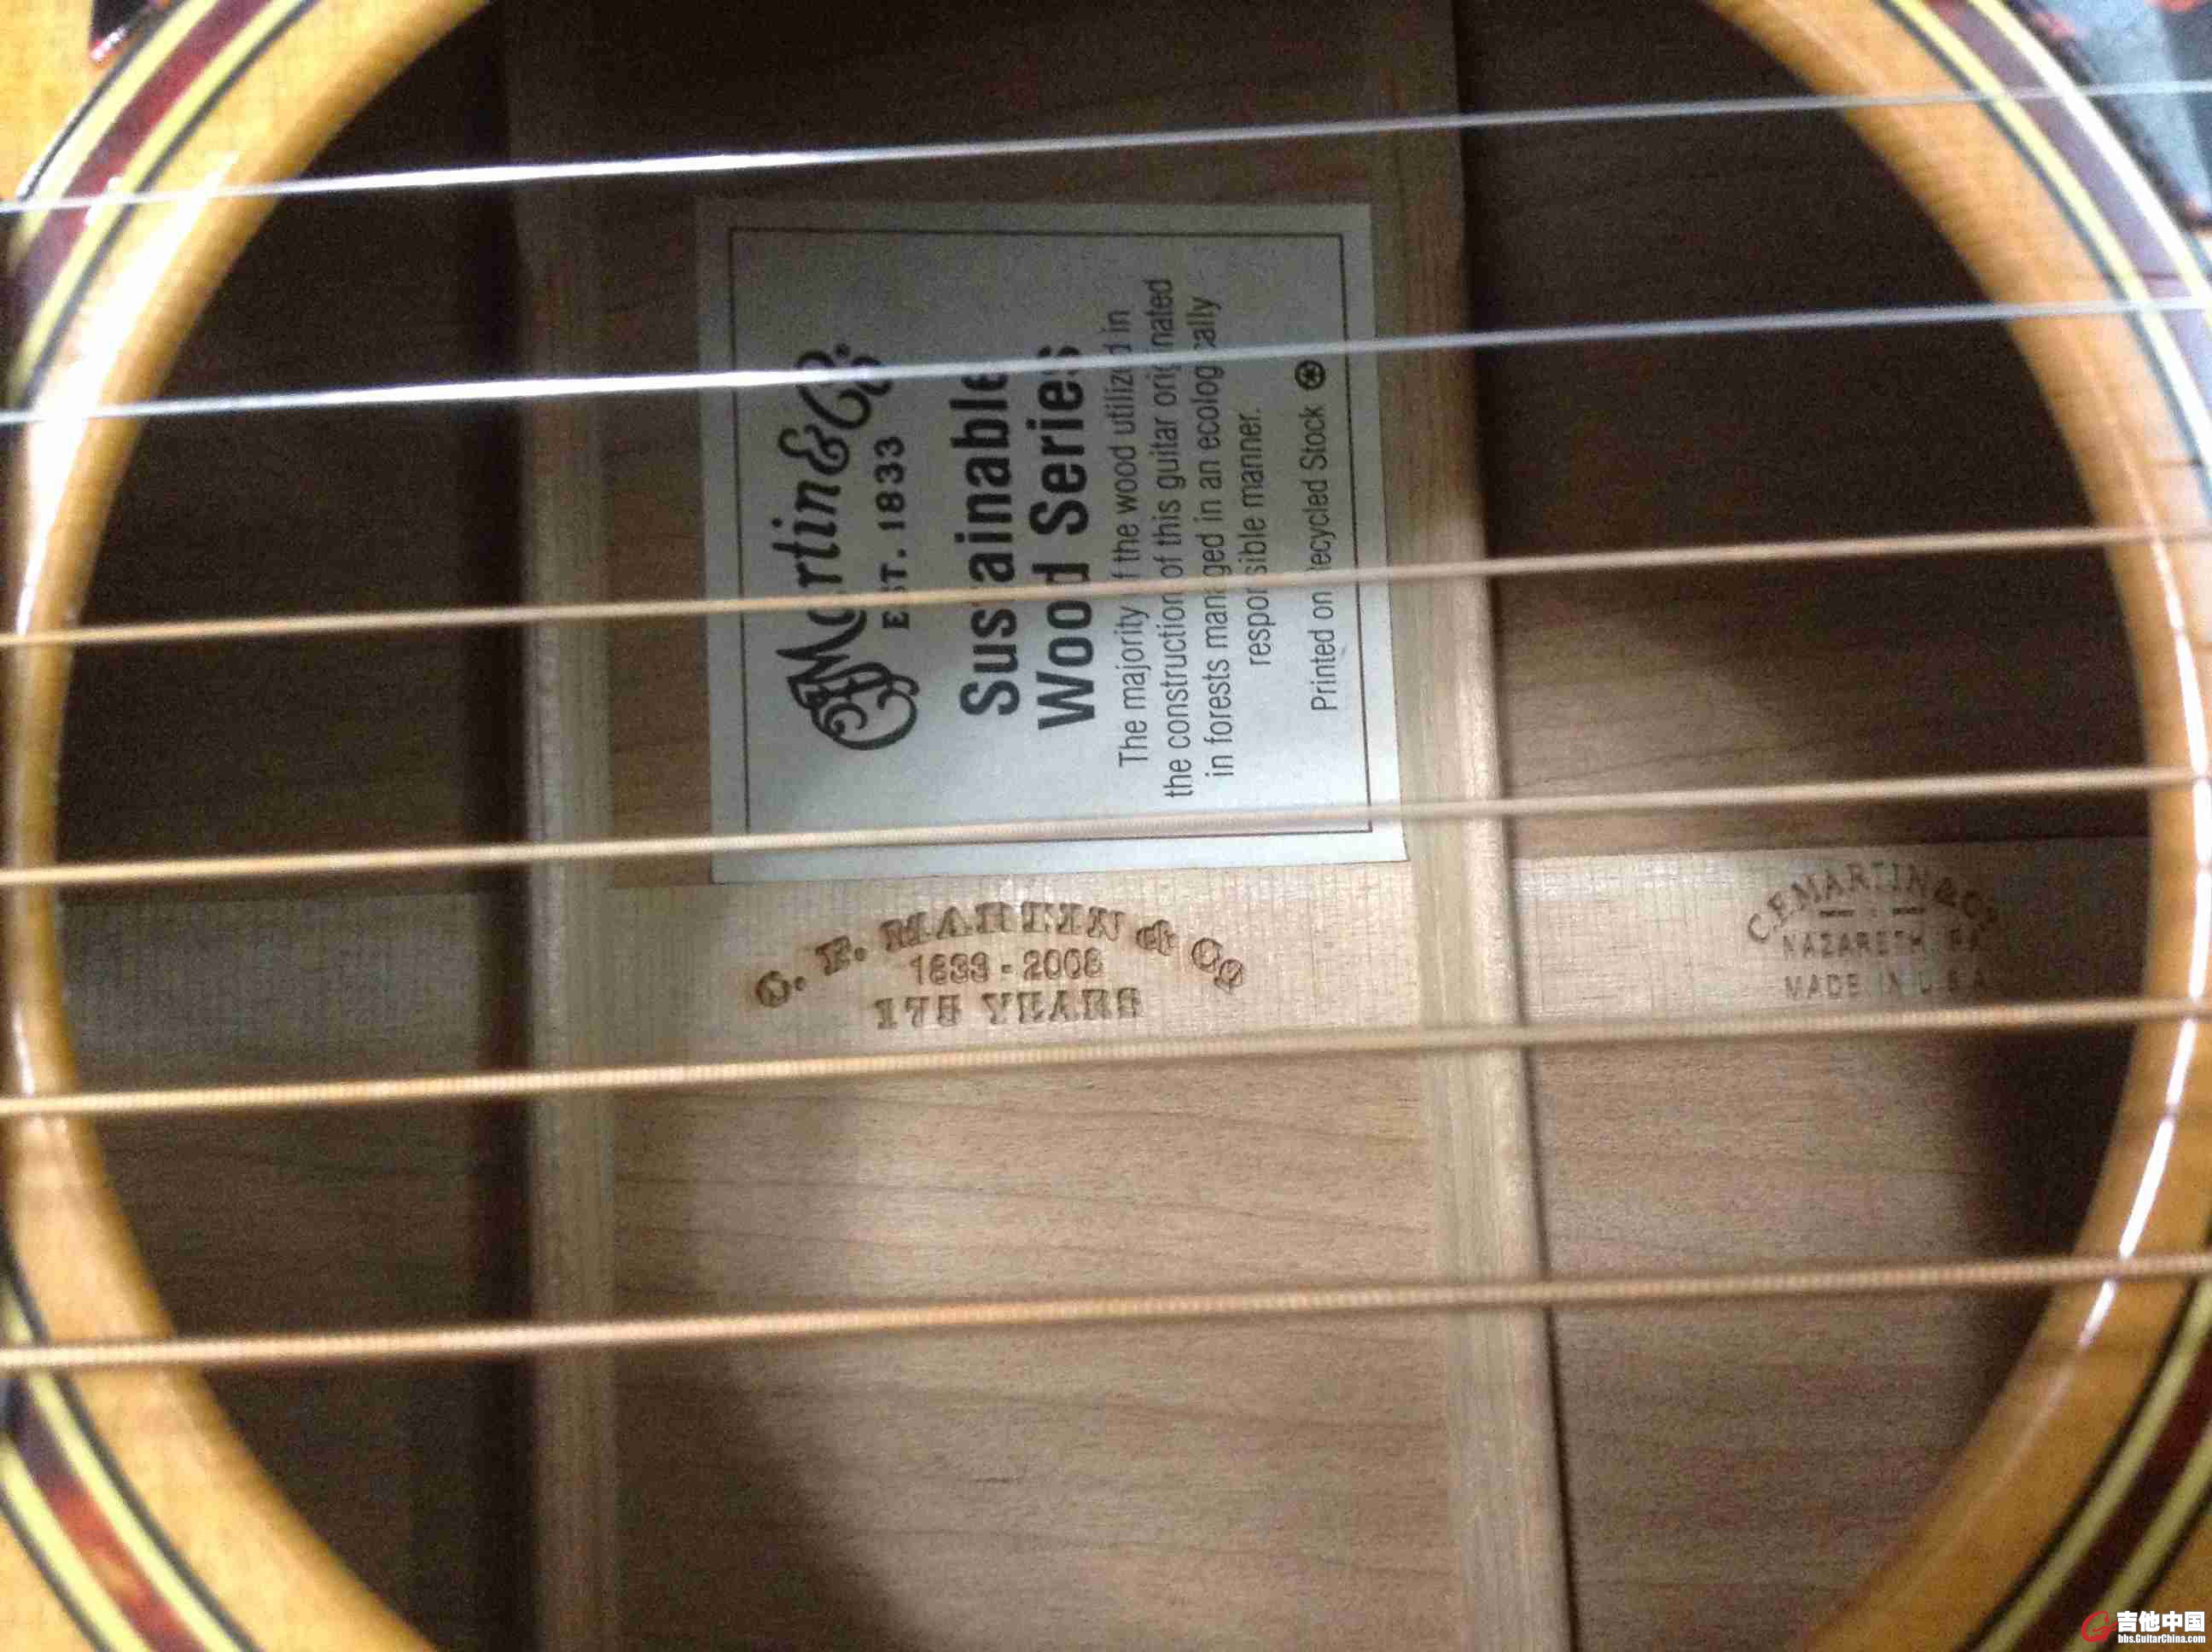 Martin & Co.
EST. 1833
Sustainable
Wood Series
The majority of the wood utilized in
the construction of this guitar originated
in forests managed in an ecologically
responsible manner.
Printed on Recycled Stock
C. F. MARTIN & Co
1833 - 2008
175 YEARS
C.F. MARTIN & Co.
NAZARETH, PA.
MADE IN U.S.A.
吉他中国
bbs.GuitarChina.com